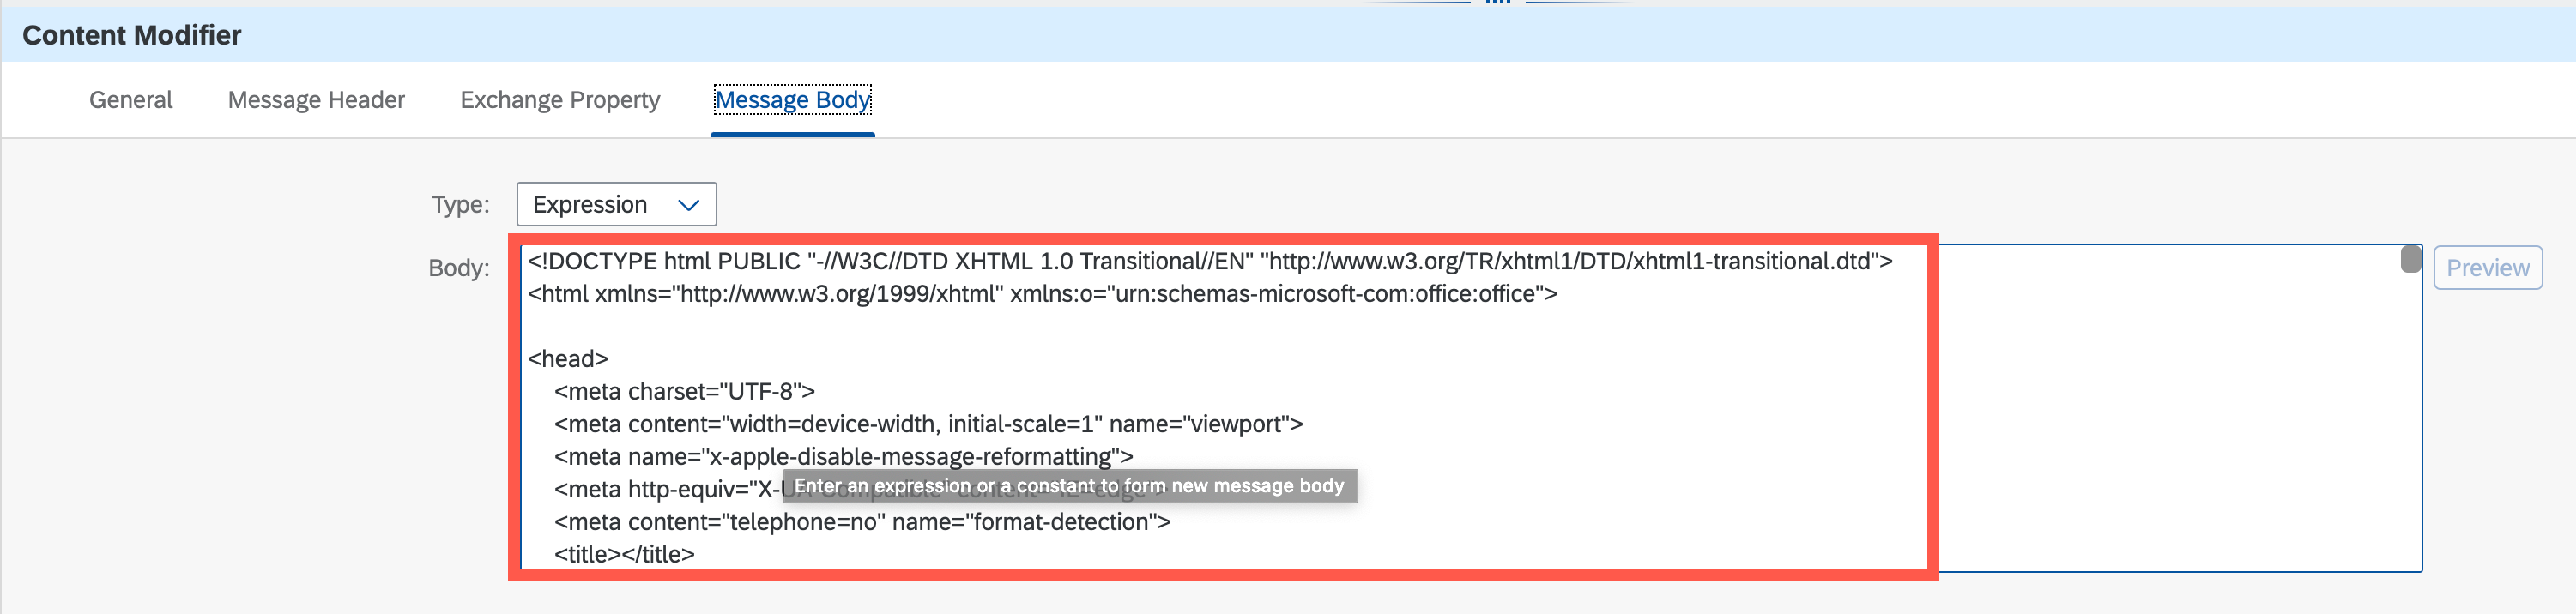 Content Modifier
General Message Header Exchange Property Message Body
Type: Expression
Body:
<!DOCTYPE html PUBLIC "-//W3C//DTD XHTML 1.0 Transitional//EN" "http://www.w3.org/TR/xhtml1/DTD/xhtml1-transitional.dtd">
<html xmlns="http://www.w3.org/1999/xhtml" xmlns:o="urn:schemas-microsoft-com:office:office">
<head>
<meta charset="UTF-8">
<meta content="width=device-width, initial-scale=1" name="viewport">
<meta name="x-apple-disable-message-reformatting">
<meta http-equiv="X-
Enter an expression or a constant to form new message body
<meta content="telephone=no" name="format-detection">
<title></title>
Preview